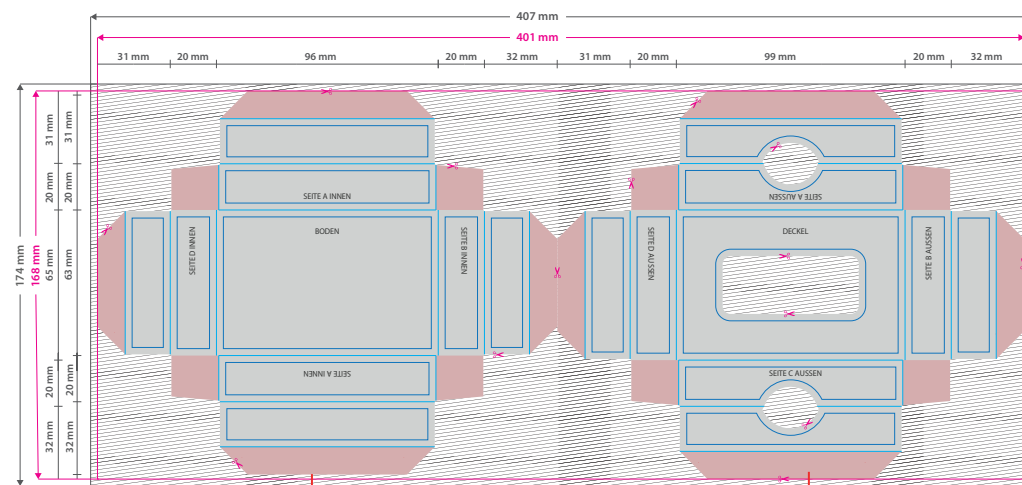 407 mm
401 mm
31 mm 20 mm 96 mm 20 mm 32 mm 31 mm 20 mm 99 mm 20 mm 32 mm
174 mm
168 mm
31 mm 31 mm
20 mm 20 mm
65 mm 63 mm
20 mm 20 mm
32 mm 32 mm
SEITE A INNEN
BODEN
SEITE D INNEN
SEITE B INNEN
SEITE A INNEN
SEITE A AUSSEN
DECKEL
SEITE D AUSSEN
SEITE B AUSSEN
SEITE C AUSSEN